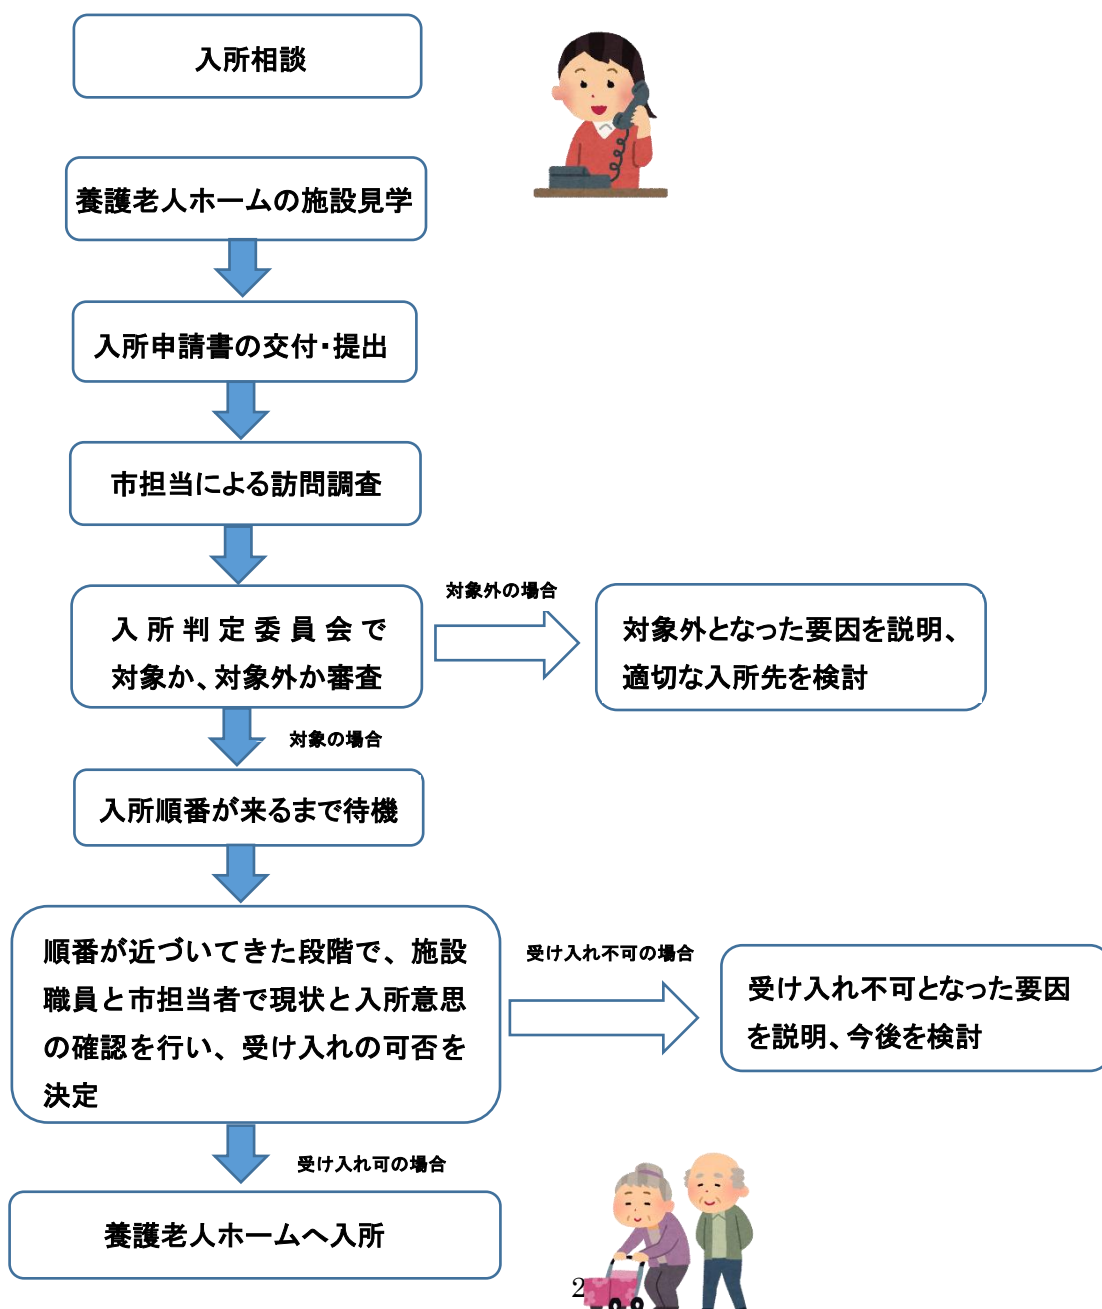 入所相談
養護老人ホームの施設見学
入所申請書の交付・提出
市担当による訪問調査
入所判定委員会で
対象か、対象外か審査
対象外の場合
対象外となった要因を説明、
適切な入所先を検討
対象の場合
入所順番が来るまで待機
順番が近づいてきた段階で、施設
職員と市担当者で現状と入所意思
の確認を行い、受け入れの可否を
決定
受け入れ不可の場合
受け入れ不可となった要因
を説明、今後を検討
受け入れ可の場合
養護老人ホームへ入所
2